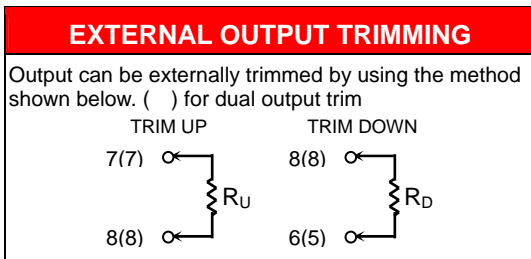 EXTERNAL OUTPUT TRIMMING
Output can be externally trimmed by using the method
shown below. (   ) for dual output trim
TRIM UP TRIM DOWN
7(7) 8(8)
RU RD
8(8) 6(5)